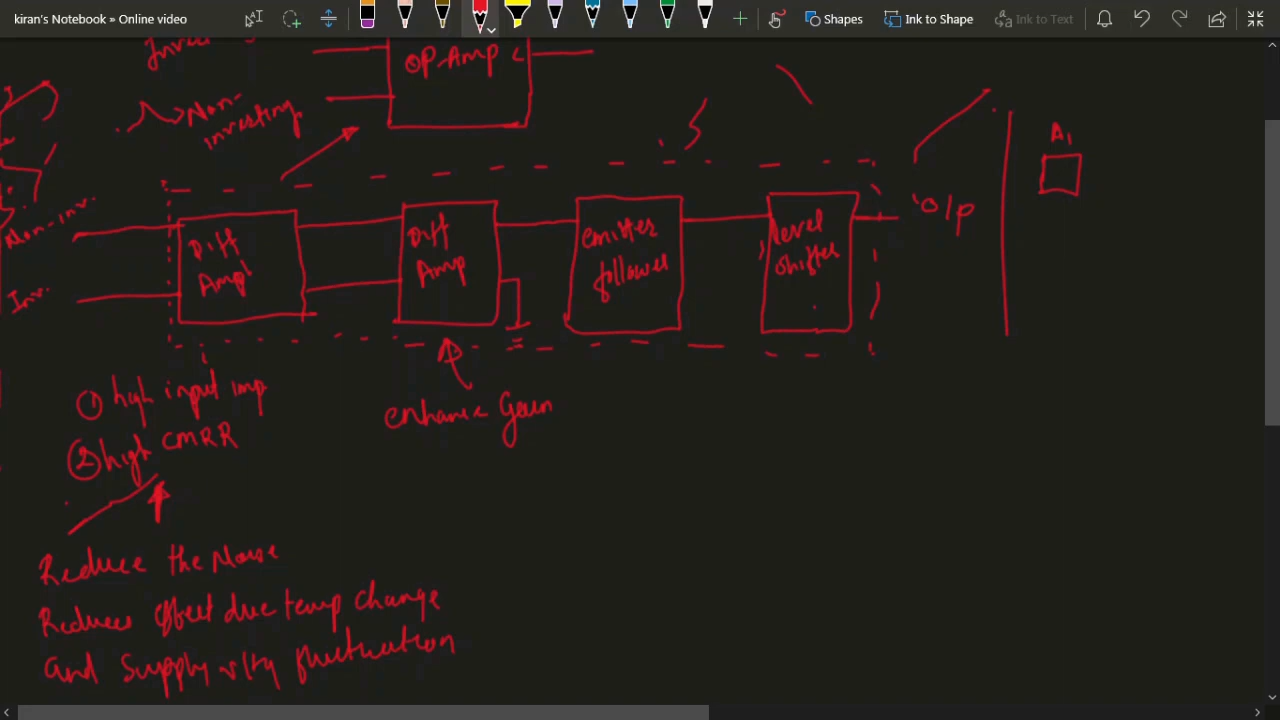 kiran's Notebook » Online video
Shapes
Ink to Shape
Ink to Text
OP-Amp
Non-
inverting
A1
Non-inv.
Inv.
Diff
Amp
Diff
Amp
emitter
follower
level
shifter
O/P
① high input imp
② high CMRR
enhance Gain
Reduce the Noise
Reduces effect due temp change
and supply vltg fluctuation